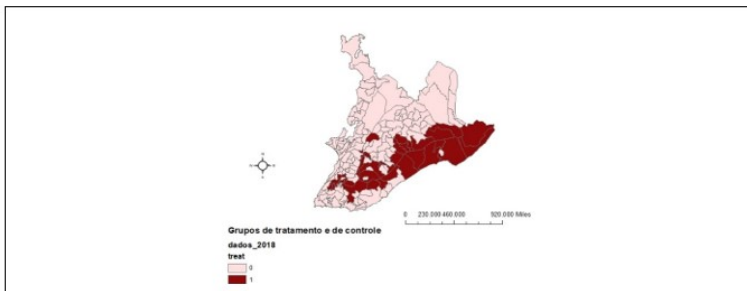 0 230.000 460.000 920.000 Miles
Grupos de tratamento e de controle
dados_2018
treat
0
1